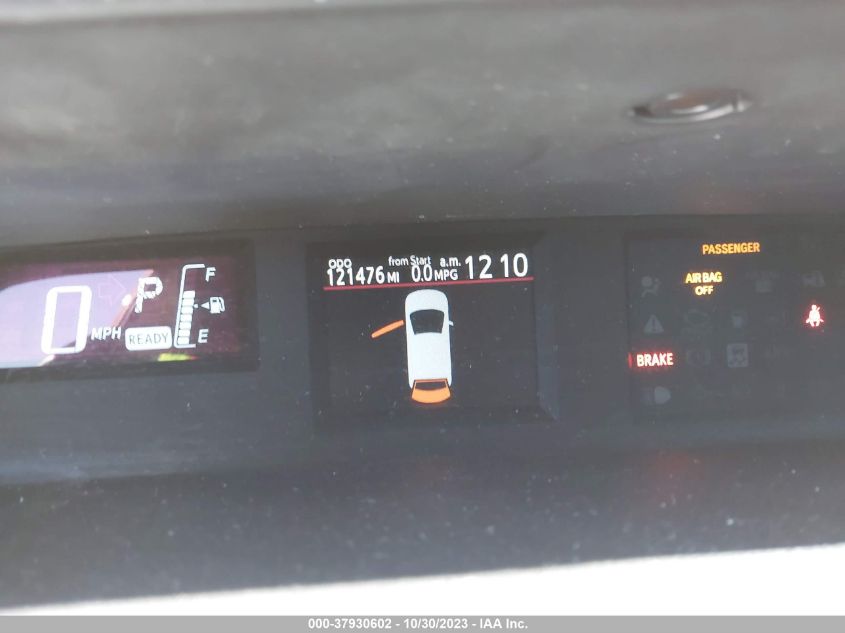 0 MPH
P
READY
F
E
ODO
121476 MI
from Start
0.0 MPG
a.m.
12 10
PASSENGER
AIR BAG
OFF
BRAKE
000-37930602 - 10/30/2023 - IAA Inc.